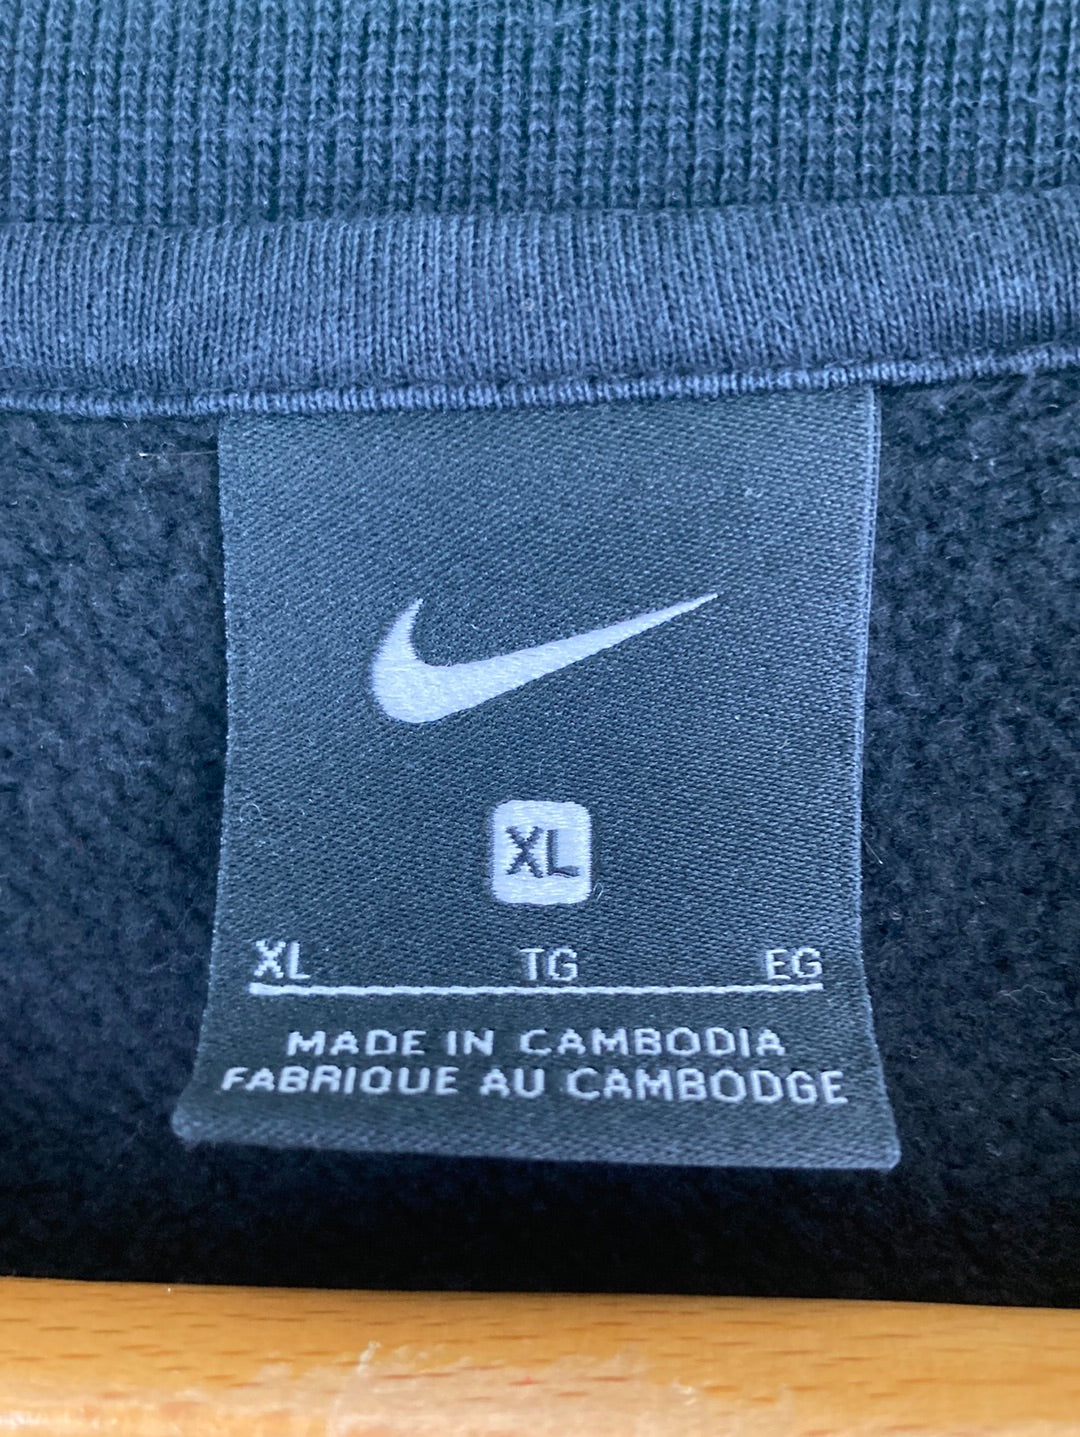 XL
XL TG EG
MADE IN CAMBODIA
FABRIQUE AU CAMBODGE